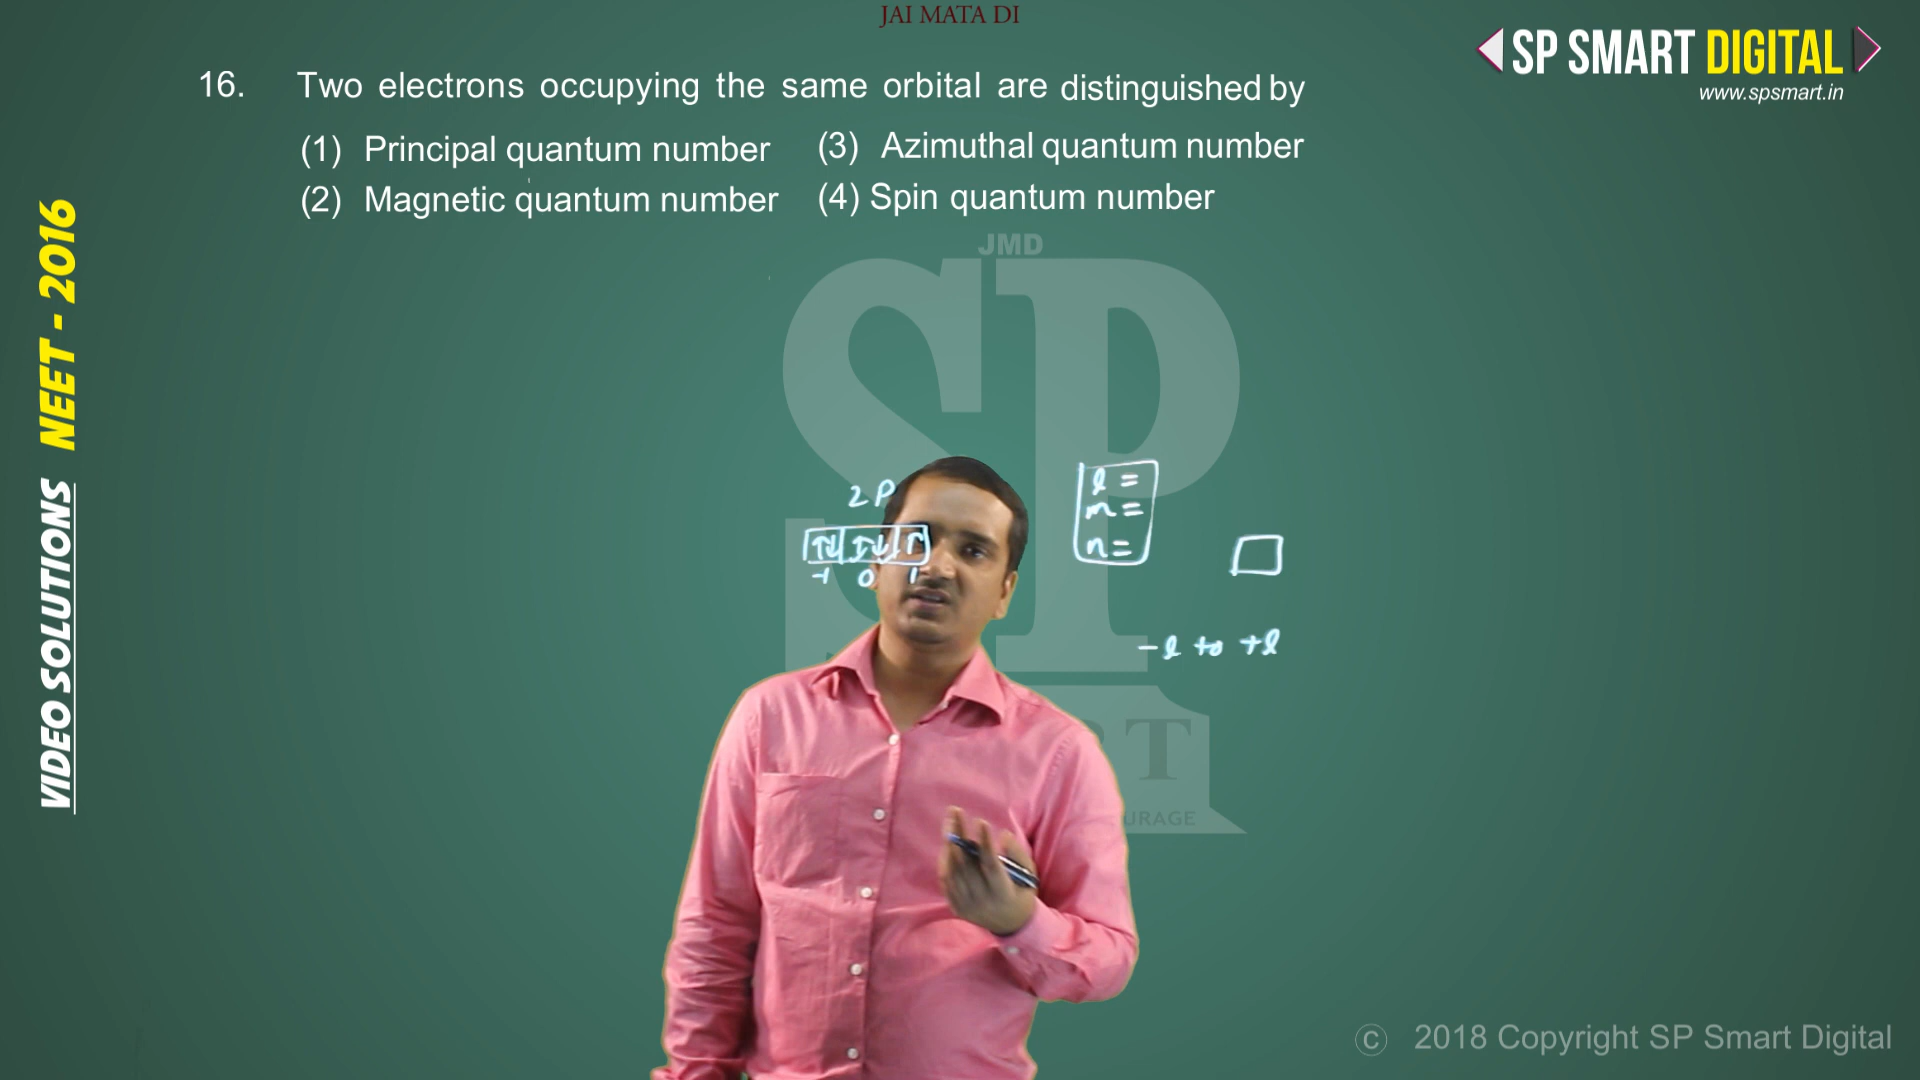 JAI MATA DI
SP SMART DIGITAL
www.spsmart.in
16. Two electrons occupying the same orbital are distinguished by
(1) Principal quantum number (3) Azimuthal quantum number
(2) Magnetic quantum number (4) Spin quantum number
VIDEO SOLUTIONS NEET - 2016
JMD
SP
2P
-1 0 1
l =
m =
n =
-l to +l
T
URAGE
© 2018 Copyright SP Smart Digital